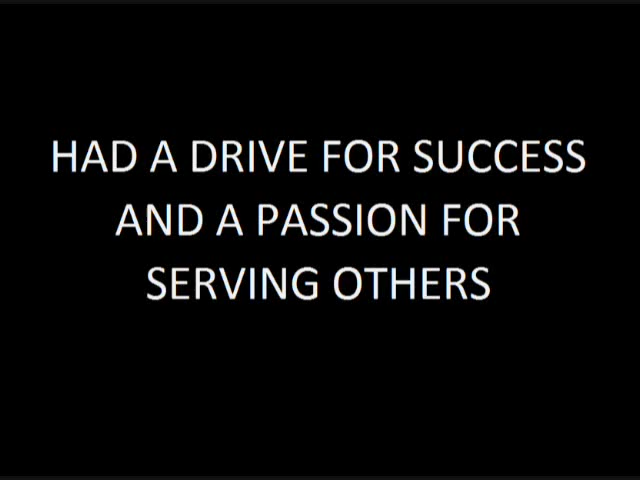 HAD A DRIVE FOR SUCCESS
AND A PASSION FOR
SERVING OTHERS